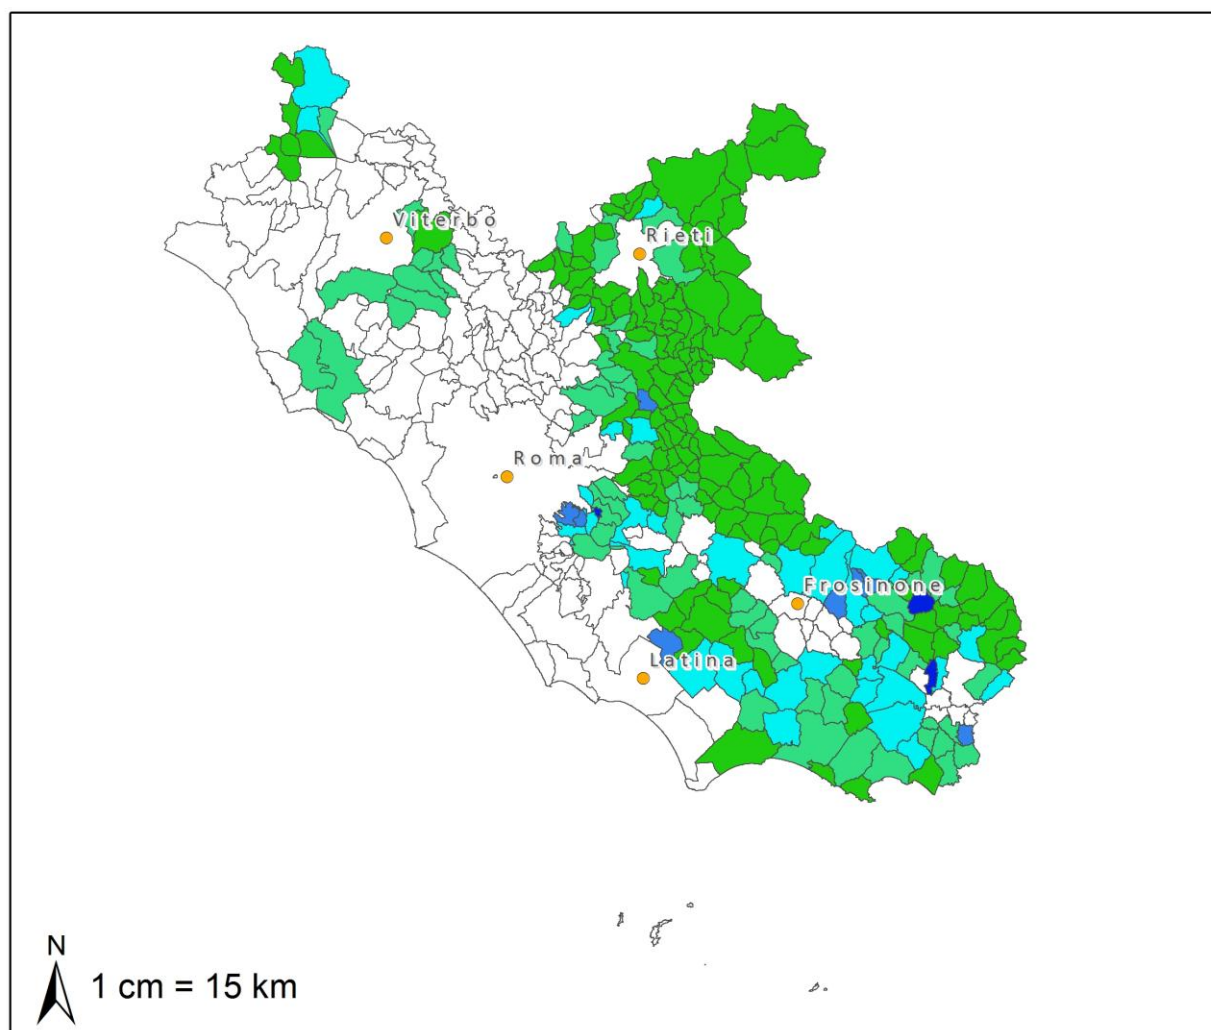 Viterbo
Rieti
Roma
Frosinone
Latina
N
1 cm = 15 km